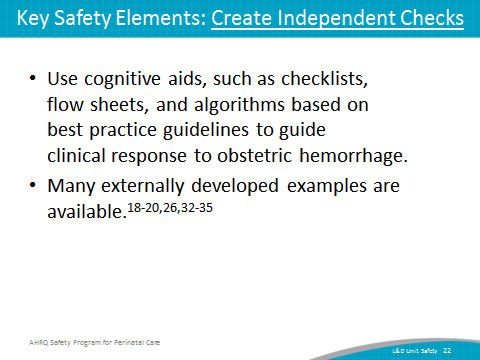 Key Safety Elements: Create Independent Checks
• Use cognitive aids, such as checklists,
flow sheets, and algorithms based on
best practice guidelines to guide
clinical response to obstetric hemorrhage.
• Many externally developed examples are
available.18-20,26,32-35
AHRQ Safety Program for Perinatal Care
L&D Unit Safety 22